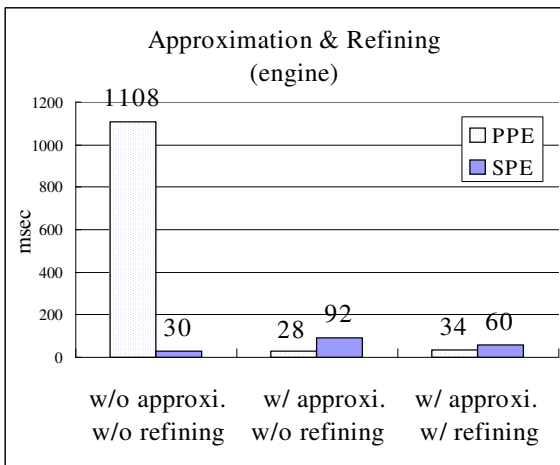 Approximation & Refining
(engine)
1200
1000
800
600
400
200
0
msec
1108
30
28
92
34
60
PPE
SPE
w/o approxi. w/ approxi. w/ approxi.
w/o refining w/o refining w/ refining